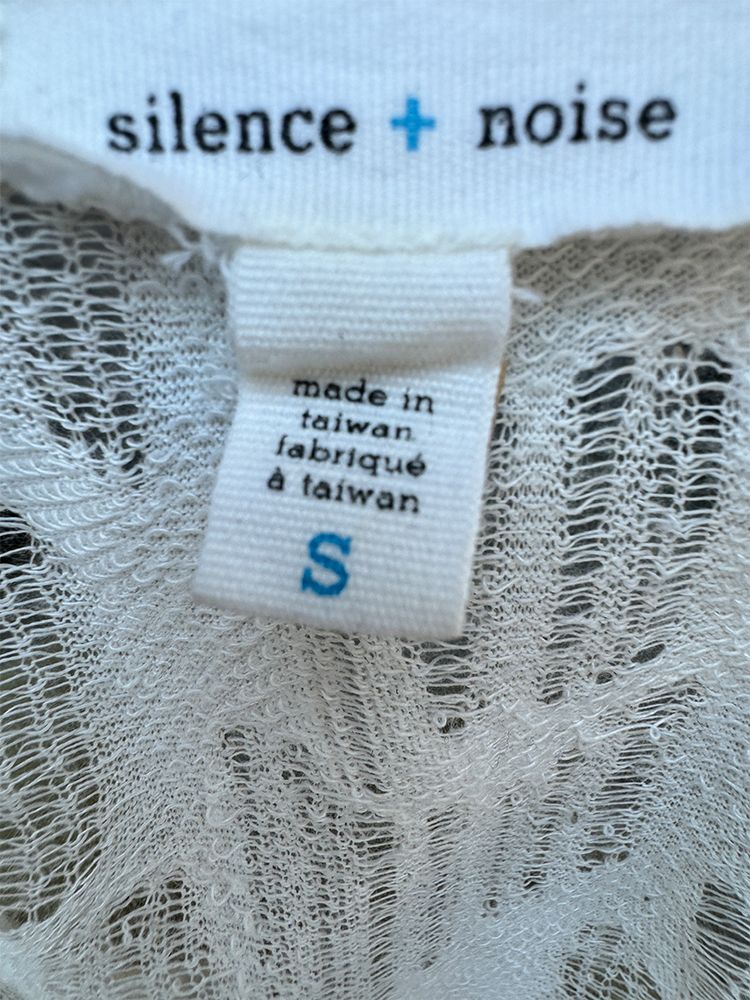 silence + noise
made in
taiwan
fabriqué
à taiwan
S